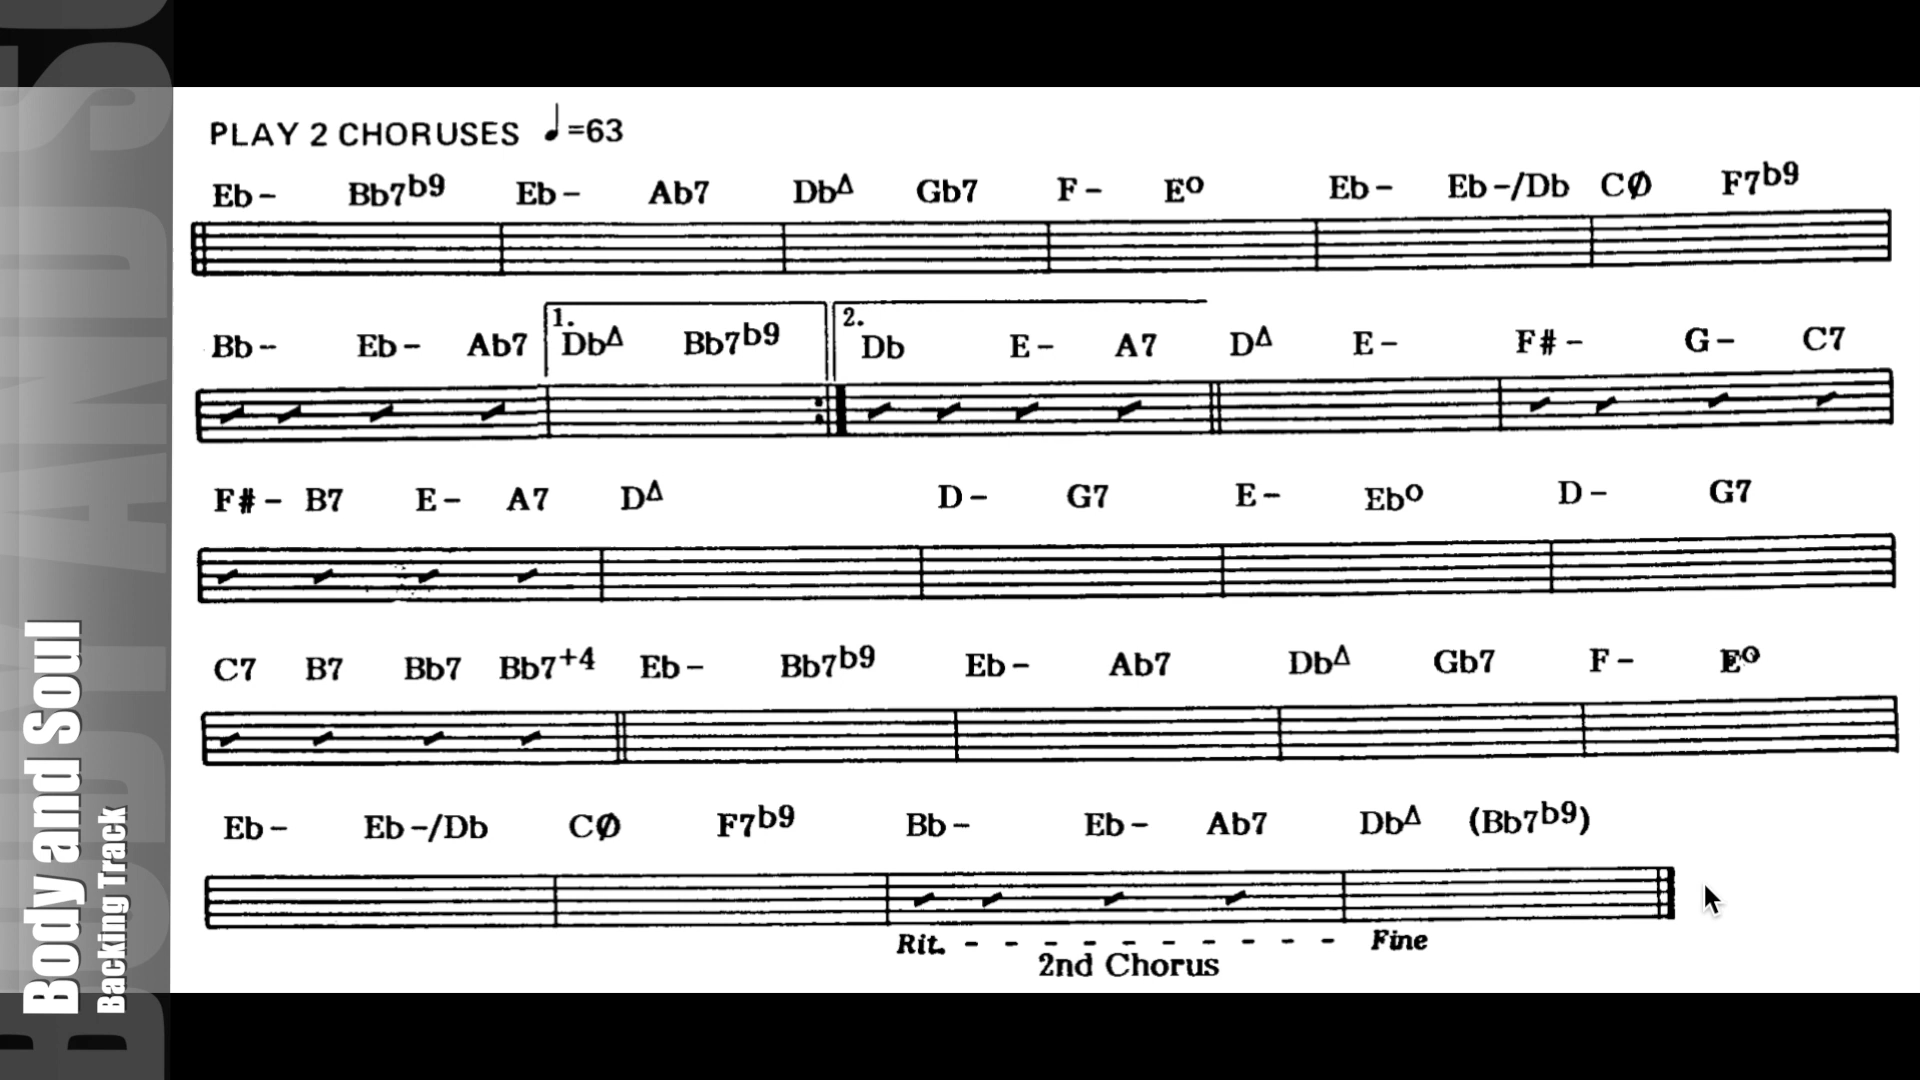 PLAY 2 CHORUSES ♩=63
Eb- Bb7b9 Eb- Ab7 DbΔ Gb7 F- Eo Eb- Eb-/Db CØ F7b9
1. 2.
Bb- Eb- Ab7 DbΔ Bb7b9 Db E- A7 DΔ E- F#- G- C7
F#- B7 E- A7 DΔ D- G7 E- Ebo D- G7
C7 B7 Bb7 Bb7+4 Eb- Bb7b9 Eb- Ab7 DbΔ Gb7 F- Eo
Eb- Eb-/Db CØ F7b9 Bb- Eb- Ab7 DbΔ (Bb7b9)
Rit. - - - - - - - - - - Fine
2nd Chorus
Body and Soul
Backing Track
BODY AND SO